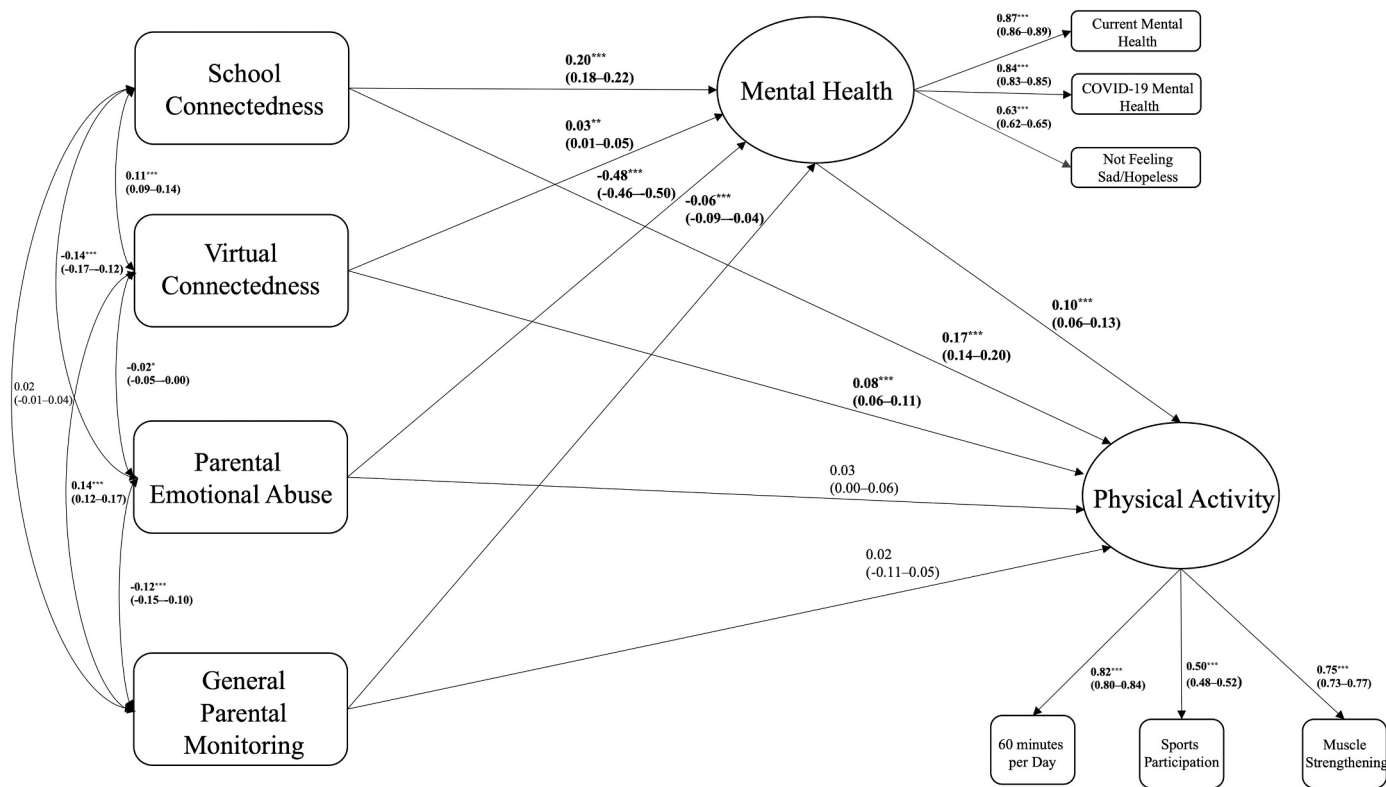 School
Connectedness
Virtual
Connectedness
Parental
Emotional Abuse
General
Parental
Monitoring
0.11***
(0.09–0.14)
-0.14***
(-0.17–-0.12)
-0.02*
(-0.05–-0.00)
0.02
(-0.01–0.04)
0.14***
(0.12–0.17)
-0.12***
(-0.15–-0.10)
0.20***
(0.18–0.22)
0.03**
(0.01–0.05)
-0.48***
(-0.46–-0.50)
-0.06***
(-0.09–-0.04)
Mental Health
0.87***
(0.86–0.89)
0.84***
(0.83–0.85)
0.63***
(0.62–0.65)
Current Mental
Health
COVID-19 Mental
Health
Not Feeling
Sad/Hopeless
0.10***
(0.06–0.13)
0.17***
(0.14–0.20)
0.08***
(0.06–0.11)
0.03
(0.00–0.06)
0.02
(-0.11–0.05)
Physical Activity
0.82***
(0.80–0.84)
0.50***
(0.48–0.52)
0.75***
(0.73–0.77)
60 minutes
per Day
Sports
Participation
Muscle
Strengthening